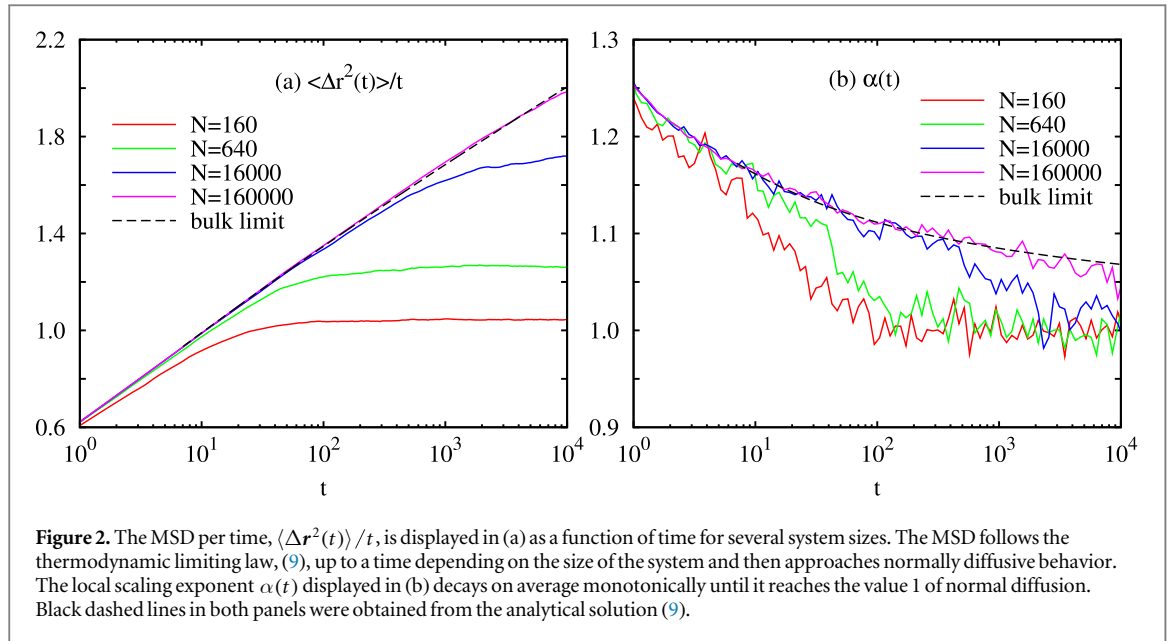 (a) <Δr²(t)>/t
N=160
N=640
N=16000
N=160000
bulk limit
2.2
1.8
1.4
1.0
0.6
10⁰ 10¹ 10² 10³ 10⁴
t
(b) α(t)
N=160
N=640
N=16000
N=160000
bulk limit
1.3
1.2
1.1
1.0
0.9
10⁰ 10¹ 10² 10³ 10⁴
t
Figure 2. The MSD per time, ⟨Δr²(t)⟩/t, is displayed in (a) as a function of time for several system sizes. The MSD follows the
thermodynamic limiting law, (9), up to a time depending on the size of the system and then approaches normally diffusive behavior.
The local scaling exponent α(t) displayed in (b) decays on average monotonically until it reaches the value 1 of normal diffusion.
Black dashed lines in both panels were obtained from the analytical solution (9).